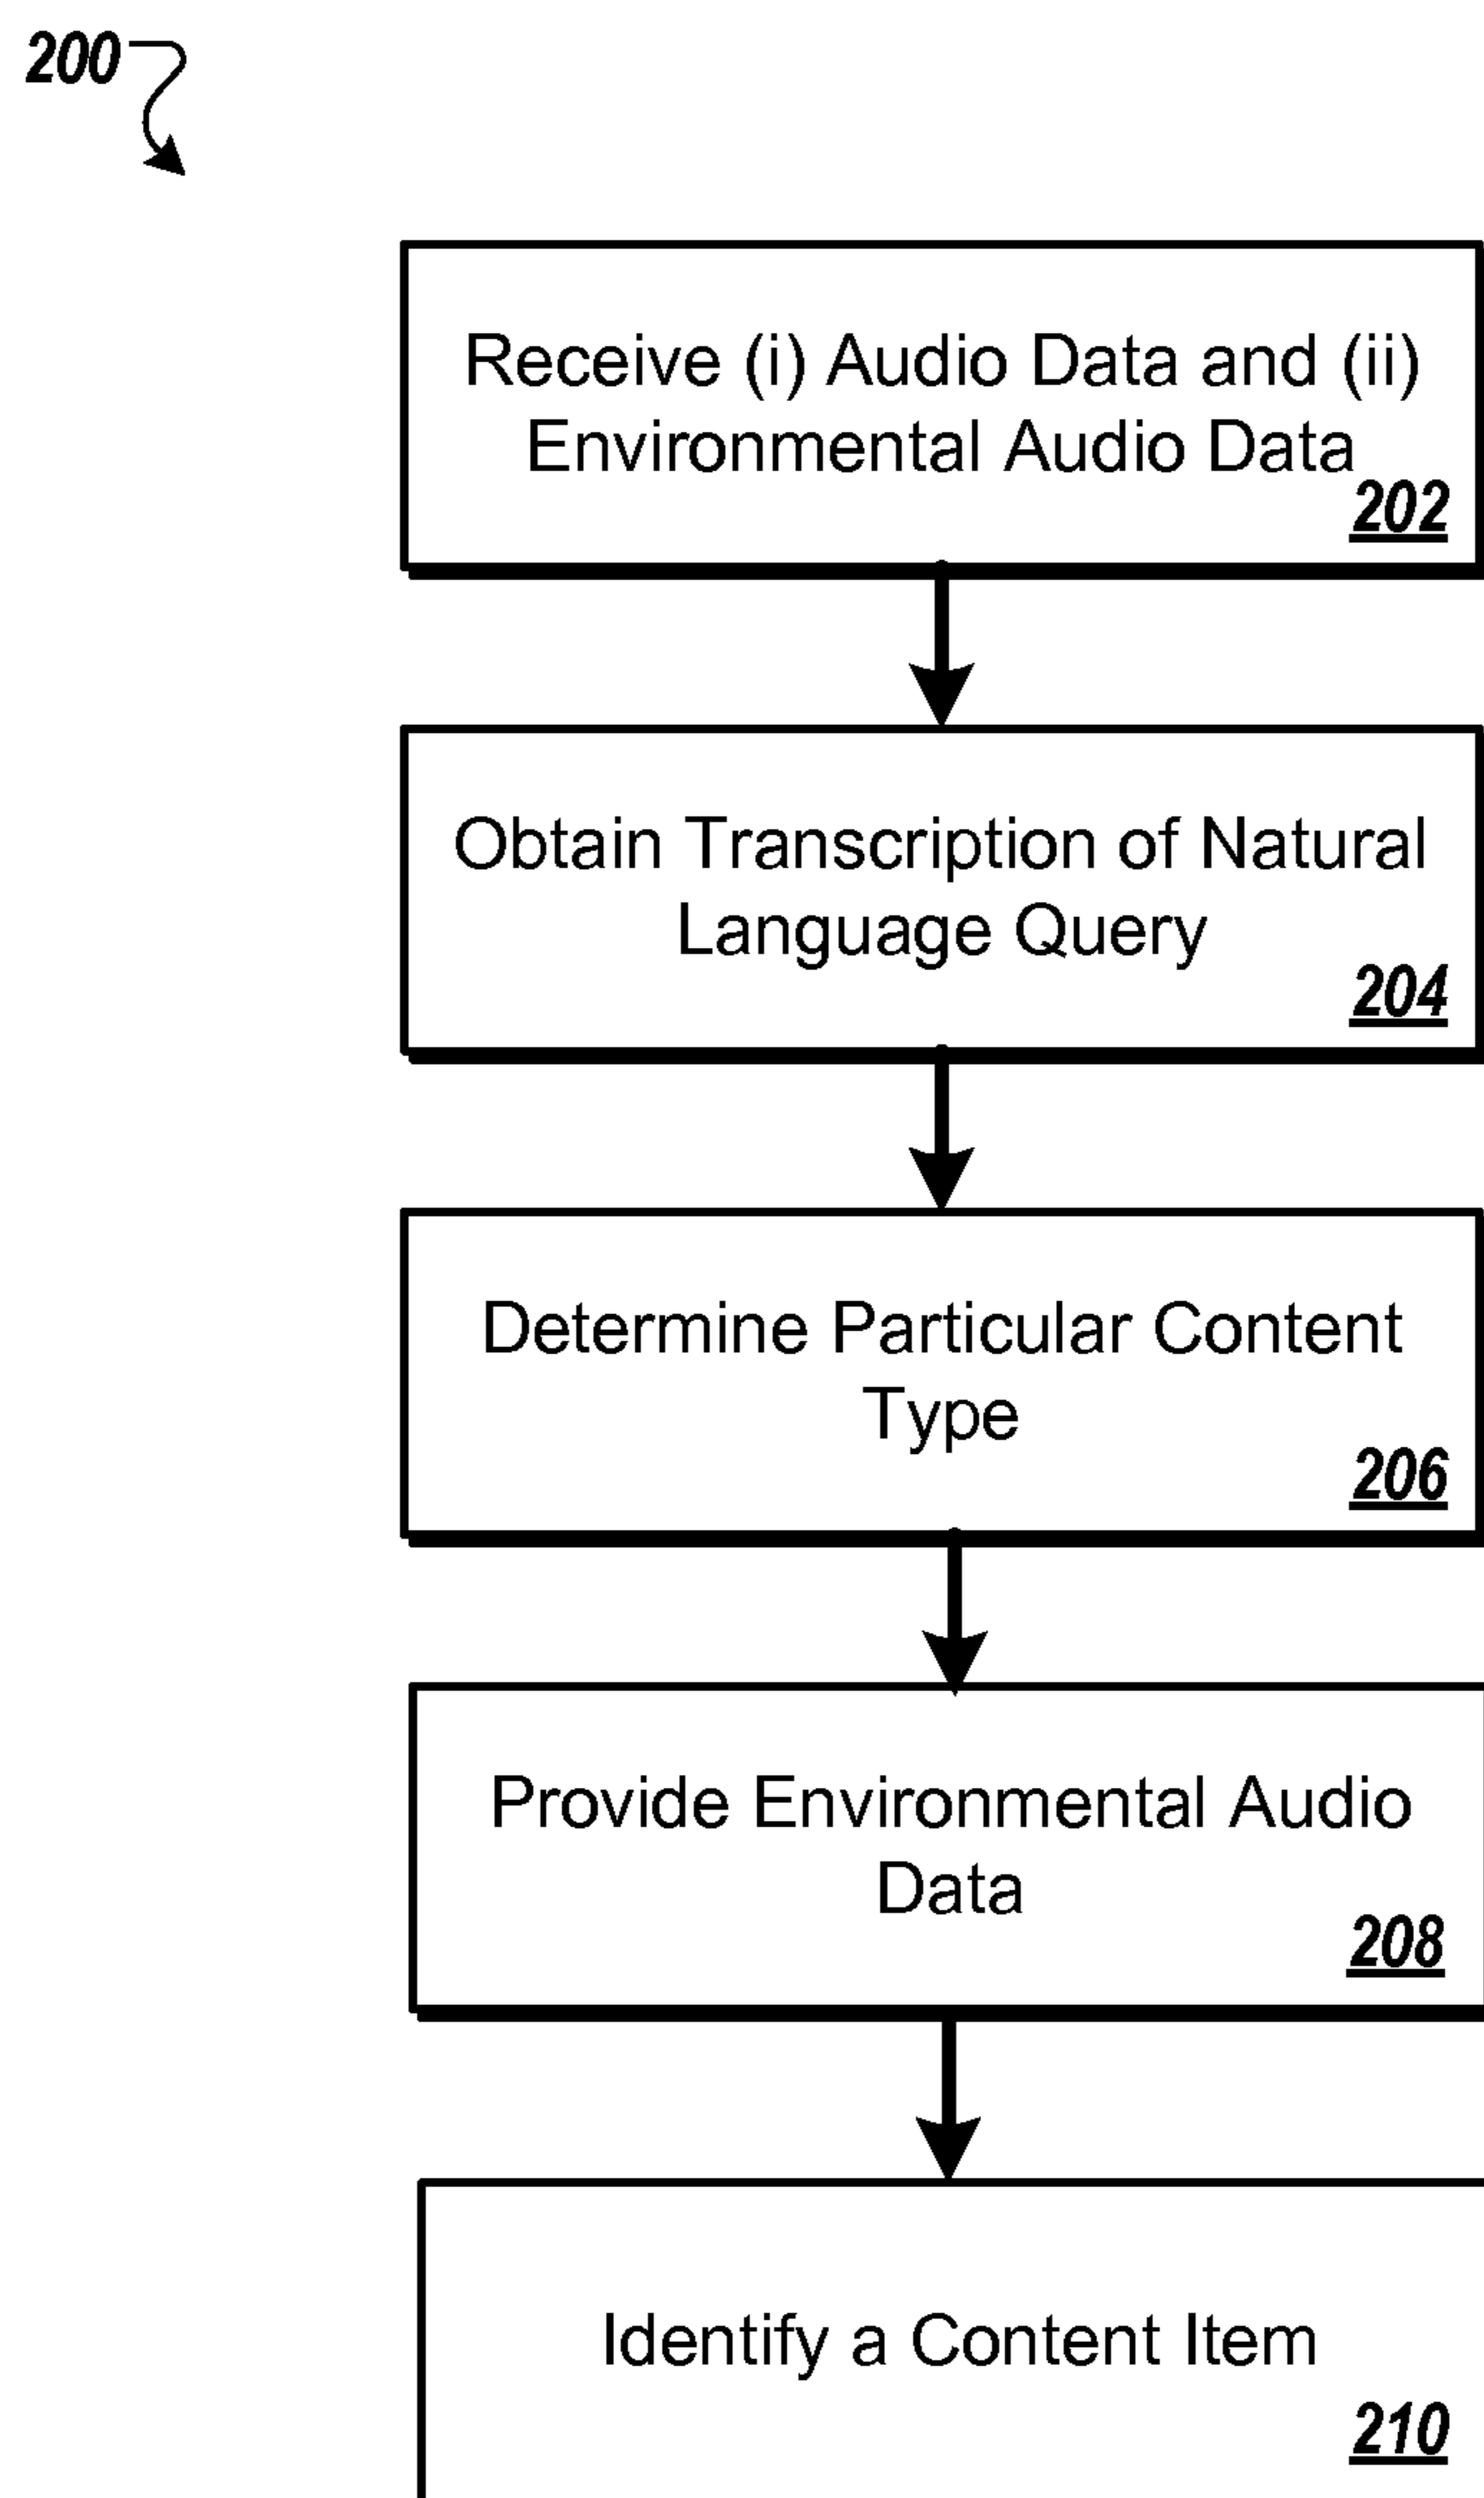 200
Receive (i) Audio Data and (ii)
Environmental Audio Data
202
Obtain Transcription of Natural
Language Query
204
Determine Particular Content
Type
206
Provide Environmental Audio
Data
208
Identify a Content Item
210